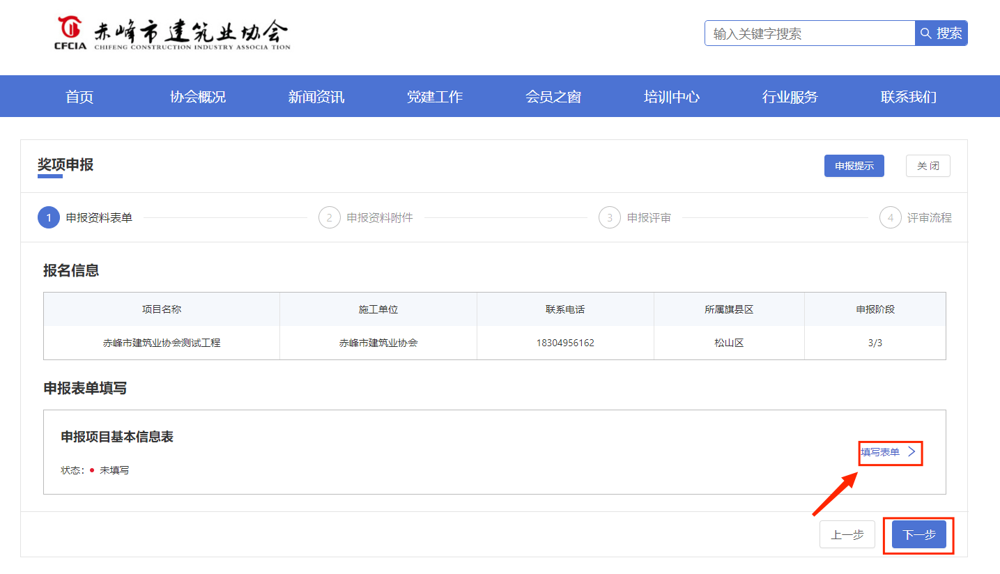 赤峰市建筑业协会
CFCIA CHIFENG CONSTRUCTION INDUSTRY ASSOCIA TION
输入关键字搜索 搜索
首页 协会概况 新闻资讯 党建工作 会员之窗 培训中心 行业服务 联系我们
奖项申报 申报提示 关 闭
1 申报资料表单 2 申报资料附件 3 申报评审 4 评审流程
报名信息
项目名称 施工单位 联系电话 所属旗县区 申报阶段
赤峰市建筑业协会测试工程 赤峰市建筑业协会 18304956162 松山区 3/3
申报表单填写
申报项目基本信息表
填写表单
状态： 未填写
上一步 下一步